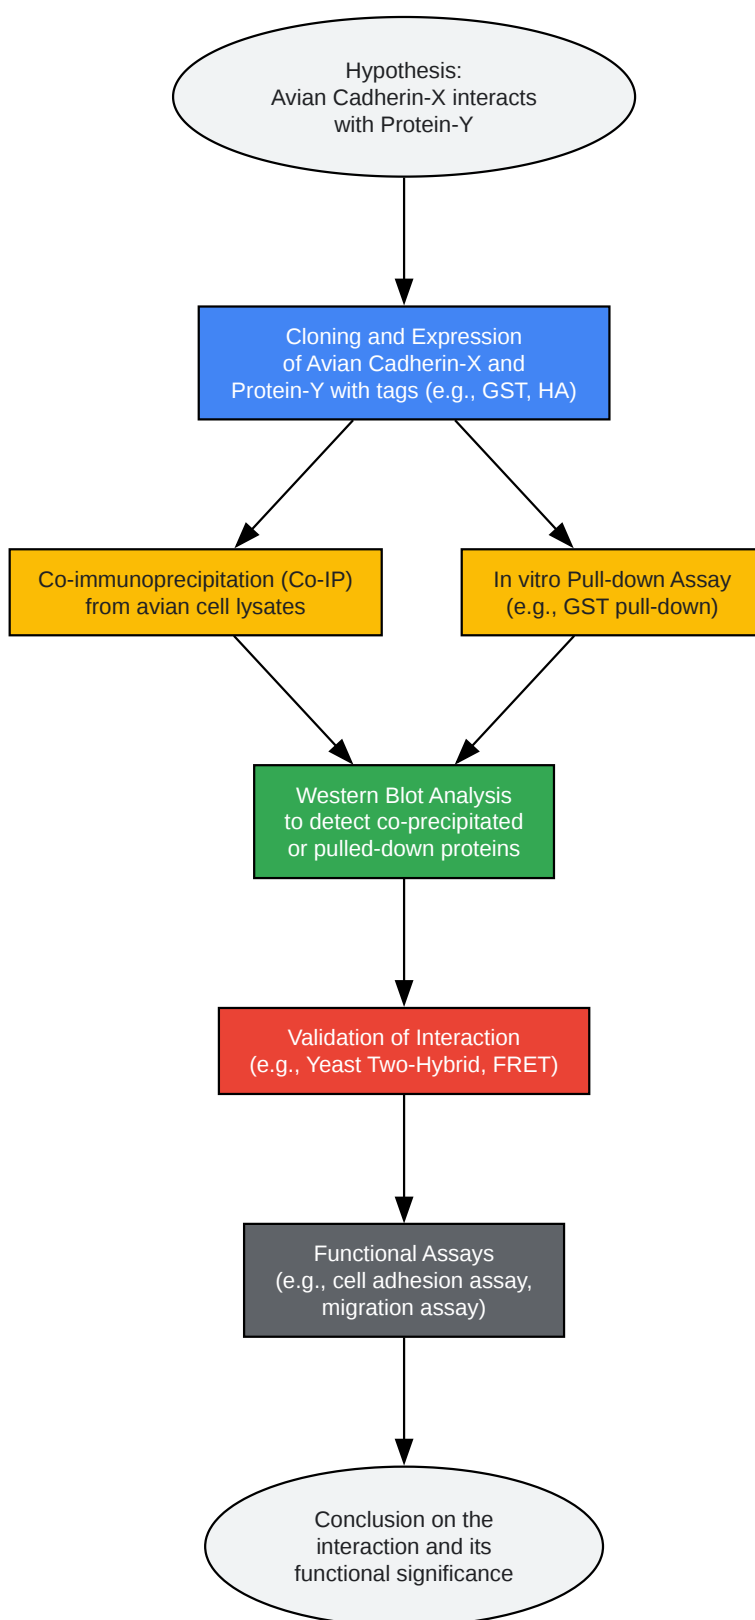 Hypothesis:
Avian Cadherin-X interacts
with Protein-Y
Cloning and Expression
of Avian Cadherin-X and
Protein-Y with tags (e.g., GST, HA)
Co-immunoprecipitation (Co-IP)
from avian cell lysates
In vitro Pull-down Assay
(e.g., GST pull-down)
Western Blot Analysis
to detect co-precipitated
or pulled-down proteins
Validation of Interaction
(e.g., Yeast Two-Hybrid, FRET)
Functional Assays
(e.g., cell adhesion assay,
migration assay)
Conclusion on the
interaction and its
functional significance